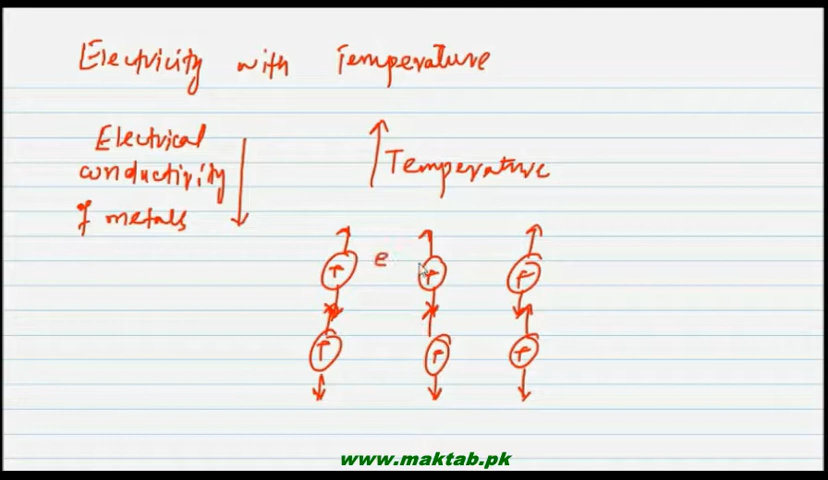 Electricity with Temperature
Electrical
conductivity
of metals
Temperature
e
+ + +
+ + +
www.maktab.pk